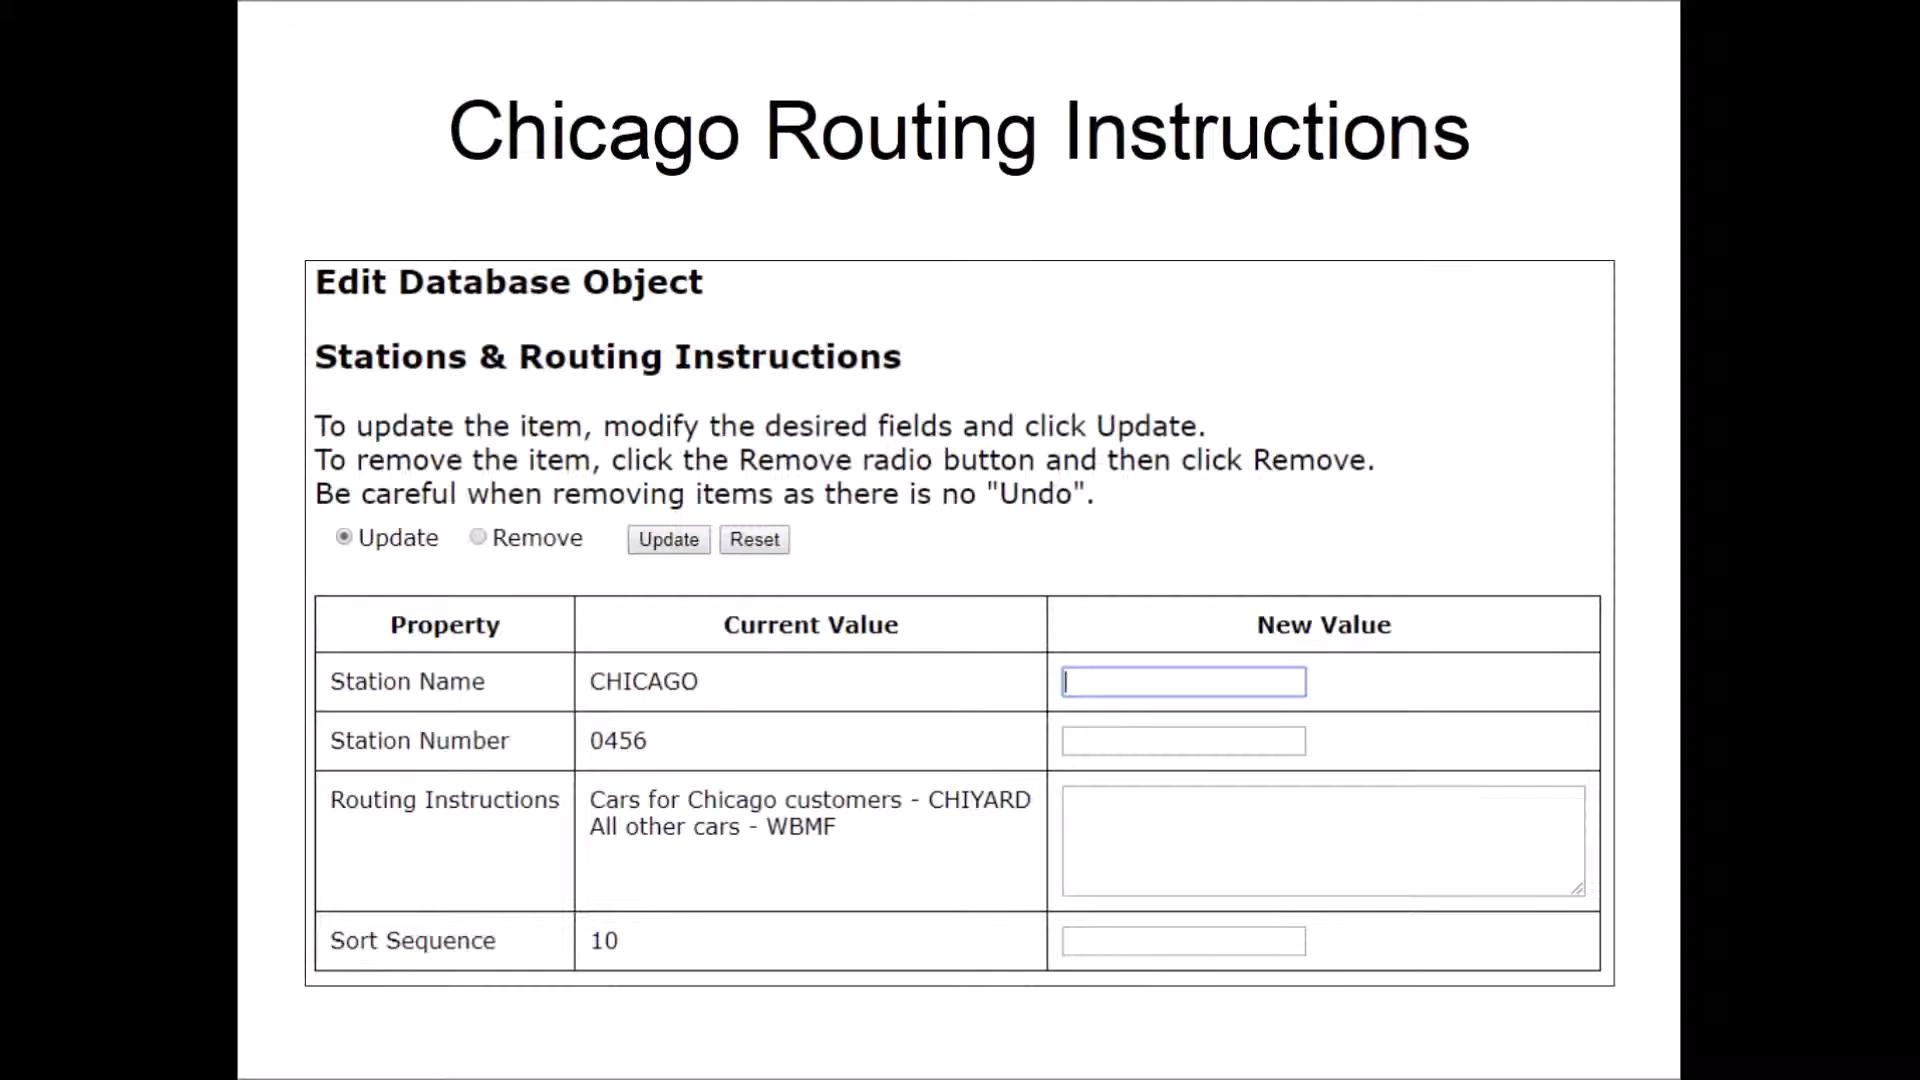 Chicago Routing Instructions
Edit Database Object
Stations & Routing Instructions
To update the item, modify the desired fields and click Update.
To remove the item, click the Remove radio button and then click Remove.
Be careful when removing items as there is no "Undo".
Update Remove Update Reset
Property Current Value New Value
Station Name CHICAGO
Station Number 0456
Routing Instructions Cars for Chicago customers - CHIYARD
All other cars - WBMF
Sort Sequence 10